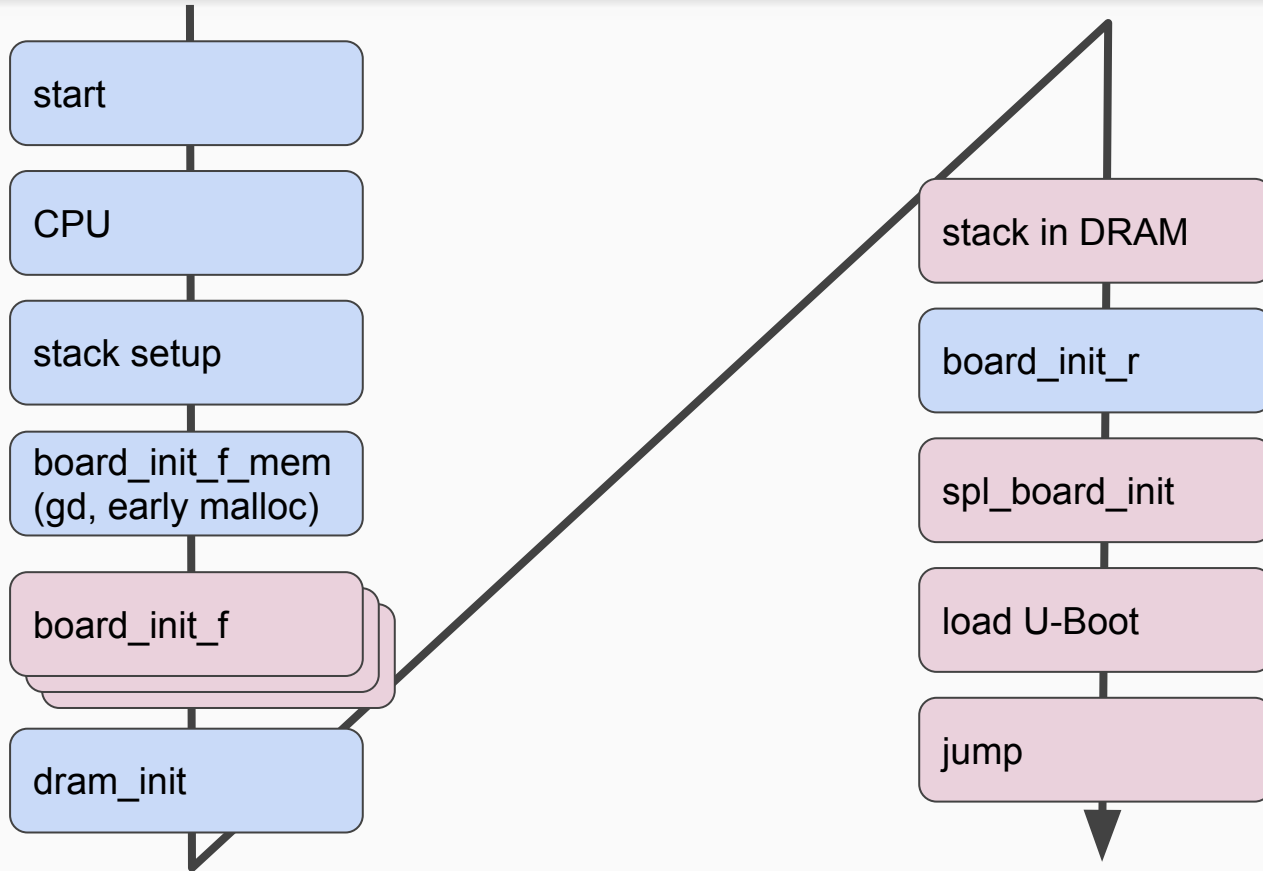 start
CPU
stack setup
board_init_f_mem
(gd, early malloc)
board_init_f
dram_init
stack in DRAM
board_init_r
spl_board_init
load U-Boot
jump